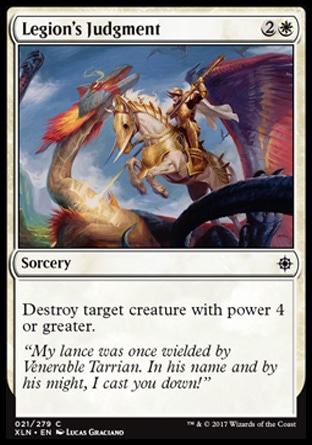 Legion's Judgment 2
Sorcery
Destroy target creature with power 4
or greater.
"My lance was once wielded by
Venerable Tarrian. In his name and by
his might, I cast you down!"
021/279 C
XLN • EN Lucas Graciano ™ & © 2017 Wizards of the Coast